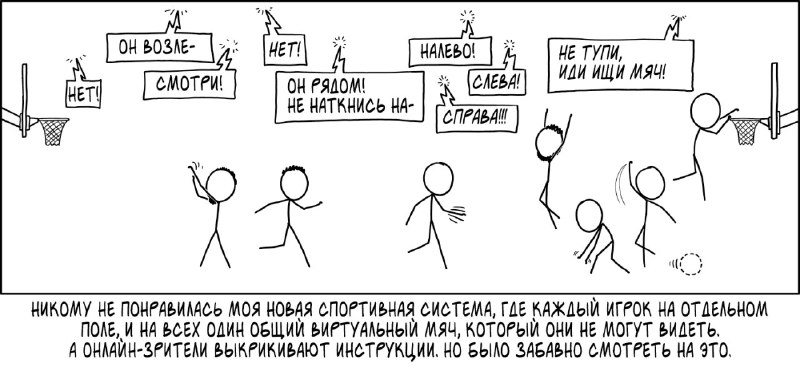 НЕТ!
ОН ВОЗЛЕ-
СМОТРИ!
НЕТ!
ОН РЯДОМ!
НЕ НАТКНИСЬ НА-
НАЛЕВО!
СЛЕВА!
СПРАВА!!!
НЕ ТУПИ,
ИДИ ИЩИ МЯЧ!
НИКОМУ НЕ ПОНРАВИЛАСЬ МОЯ НОВАЯ СПОРТИВНАЯ СИСТЕМА, ГДЕ КАЖДЫЙ ИГРОК НА ОТДЕЛЬНОМ
ПОЛЕ, И НА ВСЕХ ОДИН ОБЩИЙ ВИРТУАЛЬНЫЙ МЯЧ, КОТОРЫЙ ОНИ НЕ МОГУТ ВИДЕТЬ.
А ОНЛАЙН-ЗРИТЕЛИ ВЫКРИКИВАЮТ ИНСТРУКЦИИ. НО БЫЛО ЗАБАВНО СМОТРЕТЬ НА ЭТО.